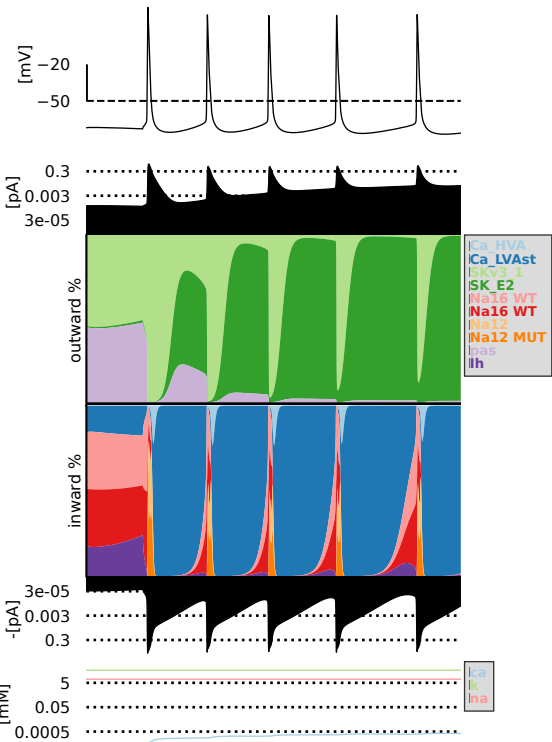 [mV]
−20
−50
[pA]
0.3
0.003
3e-05
outward %
Ca_HVA
Ca_LVAst
SKv3_1
SK_E2
Na16 WT
Na16 WT
Na12
Na12 MUT
pas
Ih
inward %
-[pA]
3e-05
0.003
0.3
[mM]
5
0.05
0.0005
ca
k
na